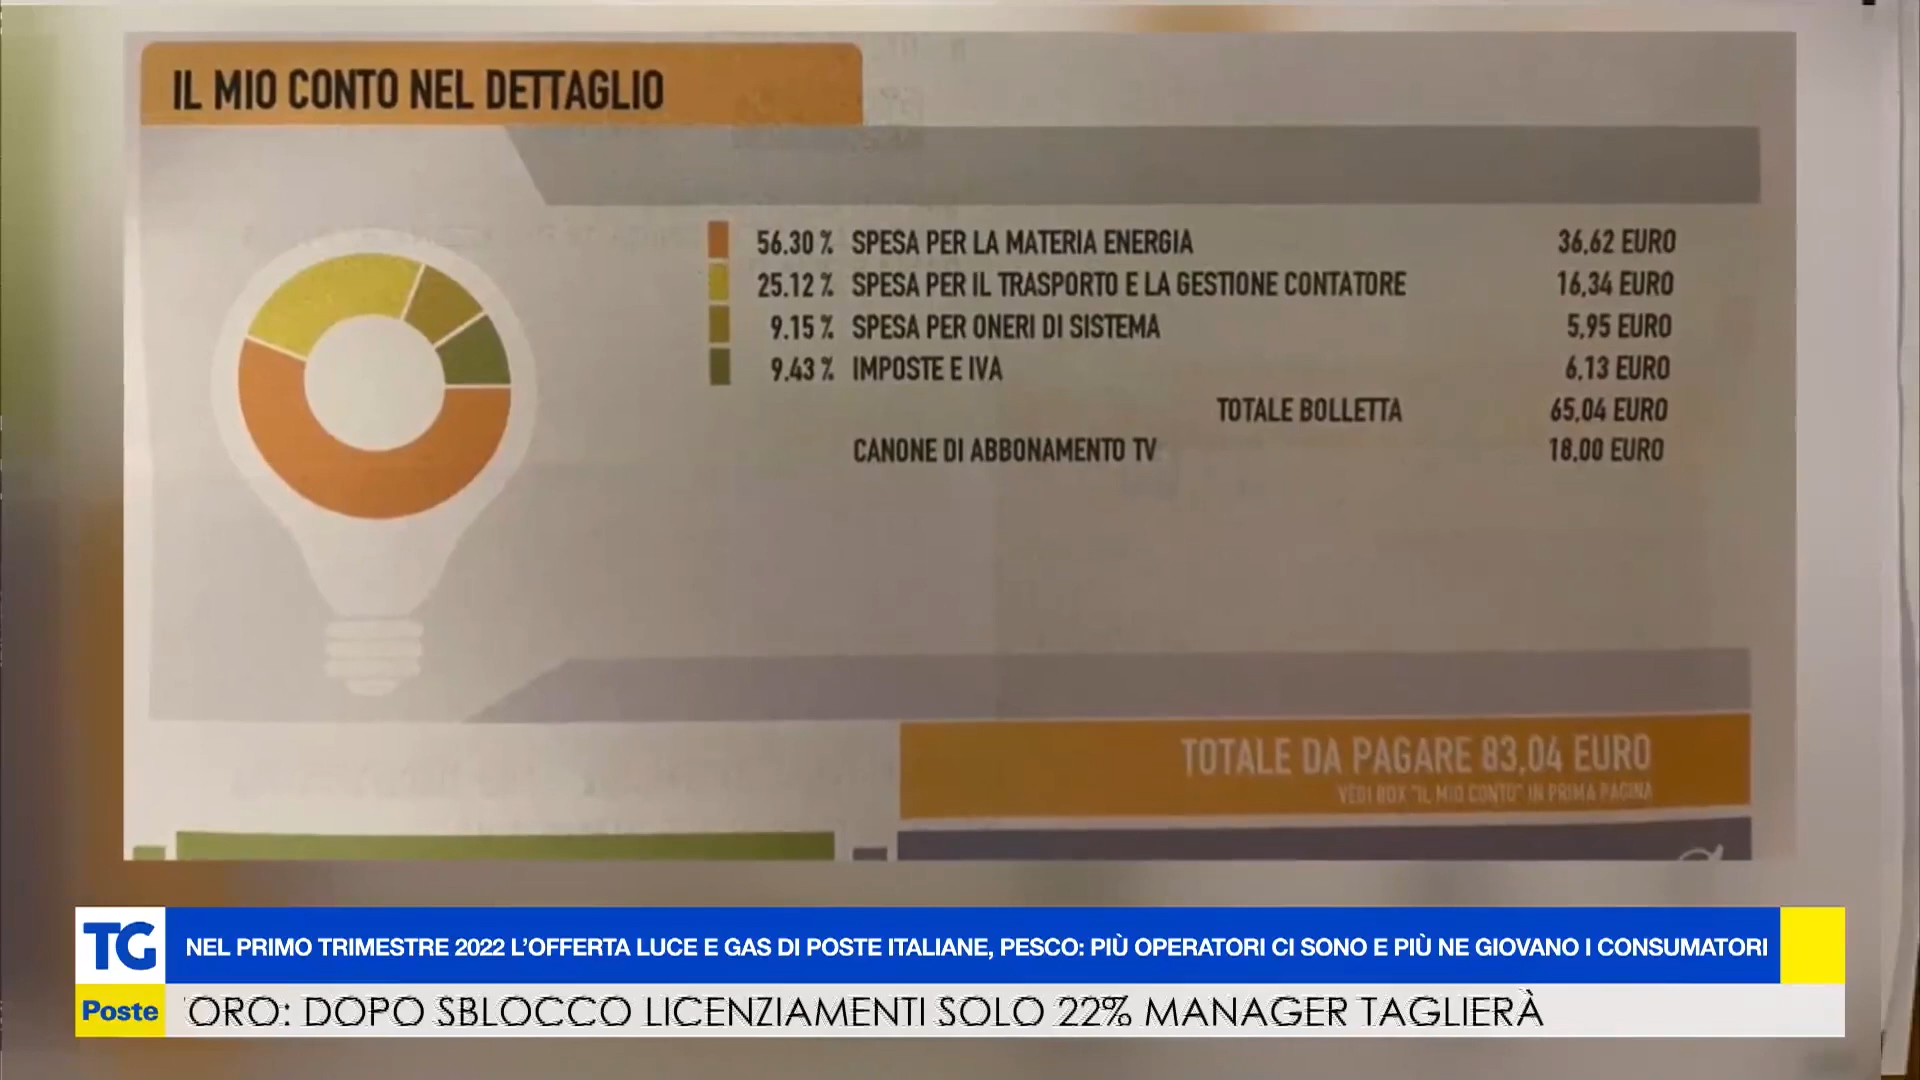 IL MIO CONTO NEL DETTAGLIO
56.30 % SPESA PER LA MATERIA ENERGIA 36,62 EURO
25.12 % SPESA PER IL TRASPORTO E LA GESTIONE CONTATORE 16,34 EURO
9.15 % SPESA PER ONERI DI SISTEMA 5,95 EURO
9.43 % IMPOSTE E IVA 6,13 EURO
TOTALE BOLLETTA 65,04 EURO
CANONE DI ABBONAMENTO TV 18,00 EURO
TOTALE DA PAGARE 83,04 EURO
VEDI BOX "IL MIO CONTO" IN PRIMA PAGINA
TG NEL PRIMO TRIMESTRE 2022 L'OFFERTA LUCE E GAS DI POSTE ITALIANE, PESCO: PIÙ OPERATORI CI SONO E PIÙ NE GIOVANO I CONSUMATORI
Poste ORO: DOPO SBLOCCO LICENZIAMENTI SOLO 22% MANAGER TAGLIERÀ